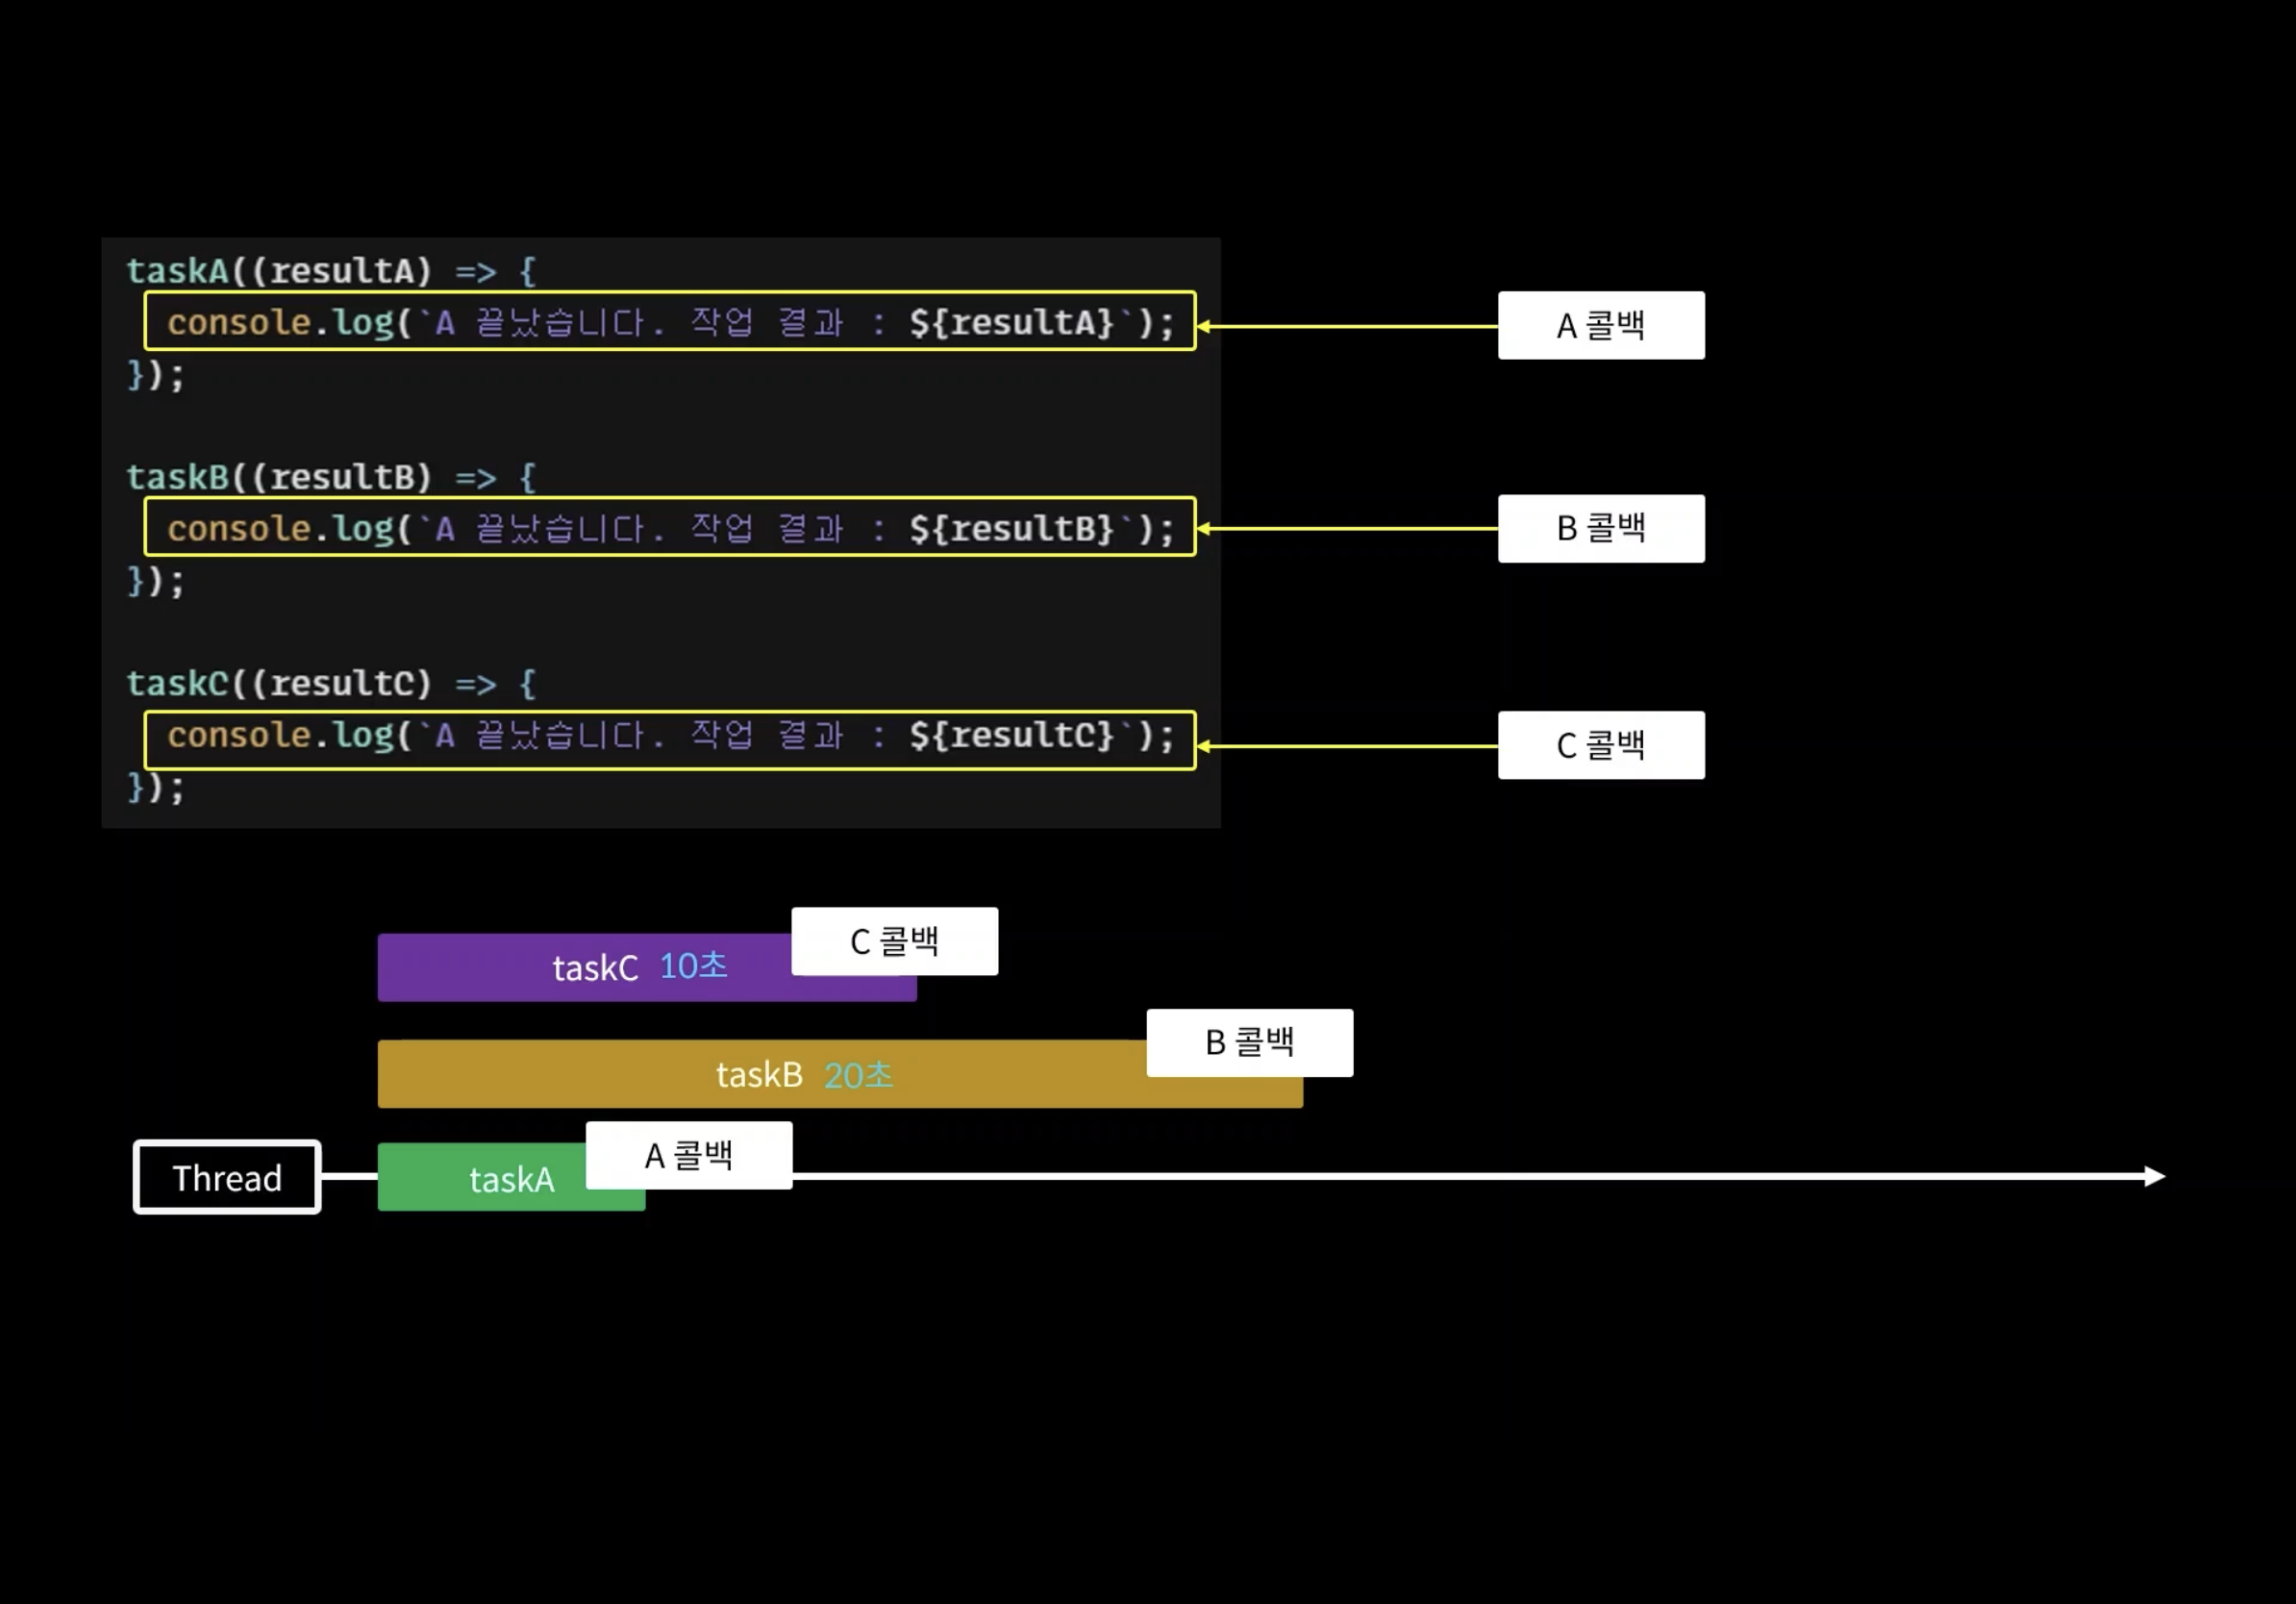 taskA((resultA) => {
console.log(`A 끝났습니다. 작업 결과 : ${resultA}`);
});
A 콜백
taskB((resultB) => {
console.log(`A 끝났습니다. 작업 결과 : ${resultB}`);
});
B 콜백
taskC((resultC) => {
console.log(`A 끝났습니다. 작업 결과 : ${resultC}`);
});
C 콜백
taskC 10초
C 콜백
taskB 20초
B 콜백
Thread
taskA
A 콜백